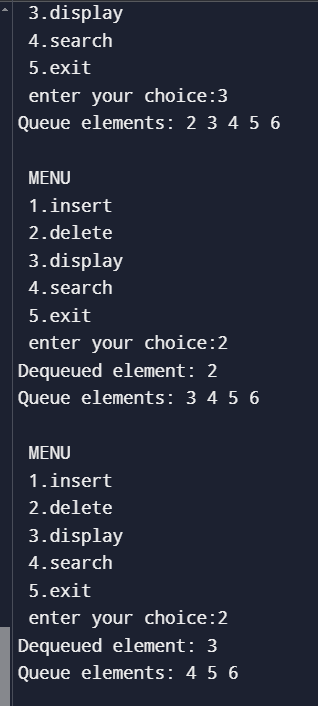 3.display
4.search
5.exit
enter your choice:3
Queue elements: 2 3 4 5 6
MENU
1.insert
2.delete
3.display
4.search
5.exit
enter your choice:2
Dequeued element: 2
Queue elements: 3 4 5 6
MENU
1.insert
2.delete
3.display
4.search
5.exit
enter your choice:2
Dequeued element: 3
Queue elements: 4 5 6